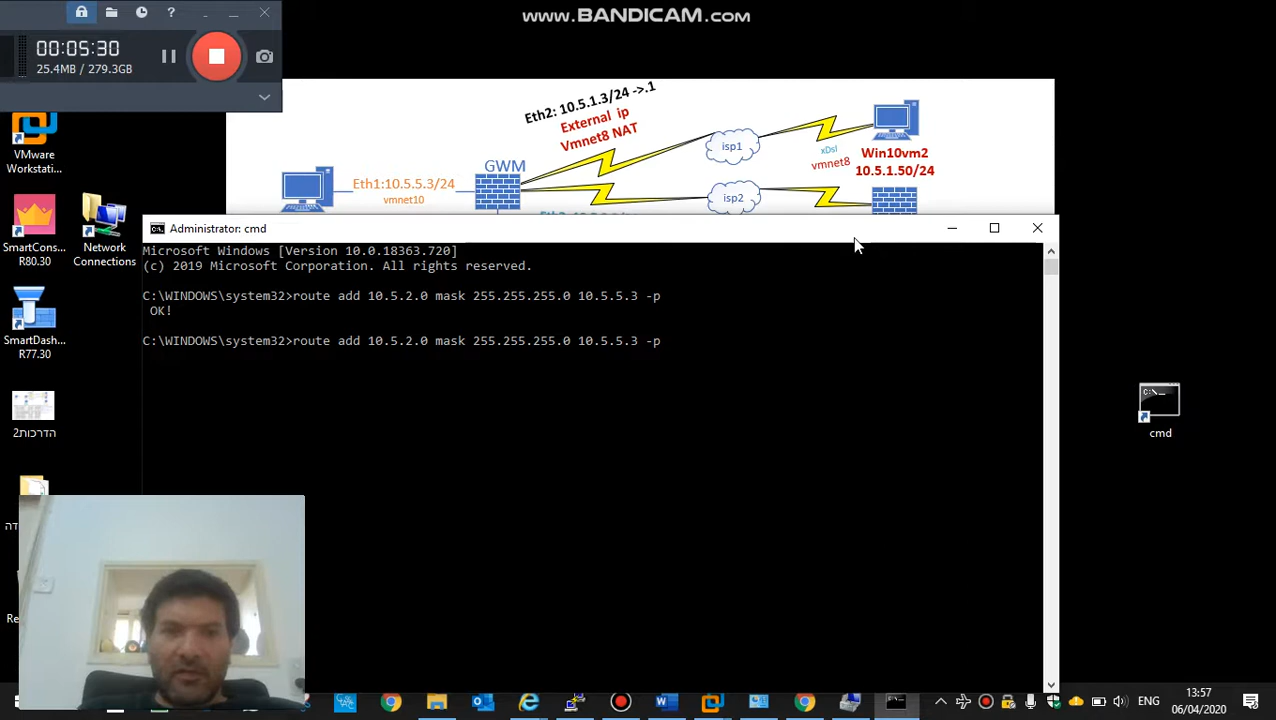 www.BANDICAM.com
00:05:30
25.4MB / 279.3GB
VMware
Workstati...
SmartCons...
R80.30
Network
Connections
SmartDash...
R77.30
הדרכות2
Eth2: 10.5.1.3/24 ->.1
External ip
Vmnet8 NAT
GWM
Eth1:10.5.5.3/24
vmnet10
isp1
isp2
xDsl
vmnet8
Win10vm2
10.5.1.50/24
Administrator: cmd
Microsoft Windows [Version 10.0.18363.720]
(c) 2019 Microsoft Corporation. All rights reserved.
C:\WINDOWS\system32>route add 10.5.2.0 mask 255.255.255.0 10.5.5.3 -p
OK!
C:\WINDOWS\system32>route add 10.5.2.0 mask 255.255.255.0 10.5.5.3 -p
cmd
ENG
13:57
06/04/2020